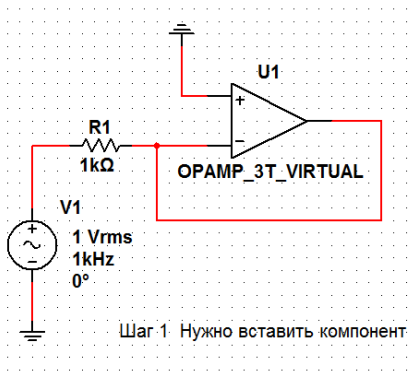 U1
+
−
R1
1kΩ
OPAMP_3T_VIRTUAL
V1
+
1 Vrms
1kHz
−
0°
Шаг 1 Нужно вставить компонент